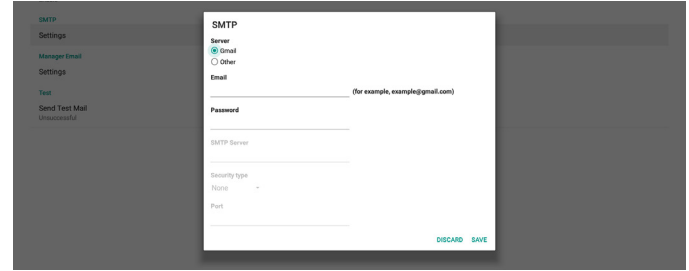 SMTP
Settings
Manager Email
Settings
Test
Send Test Mail
Unsuccessful
SMTP
Server
Gmail
Other
Email
(for example, example@gmail.com)
Password
SMTP Server
Security type
None
Port
DISCARD SAVE